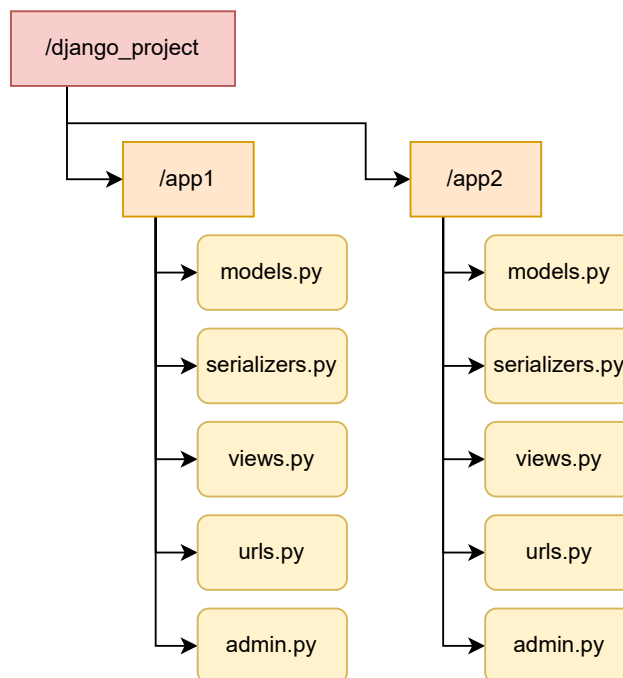 /django_project
/app1
/app2
models.py
serializers.py
views.py
urls.py
admin.py
models.py
serializers.py
views.py
urls.py
admin.py